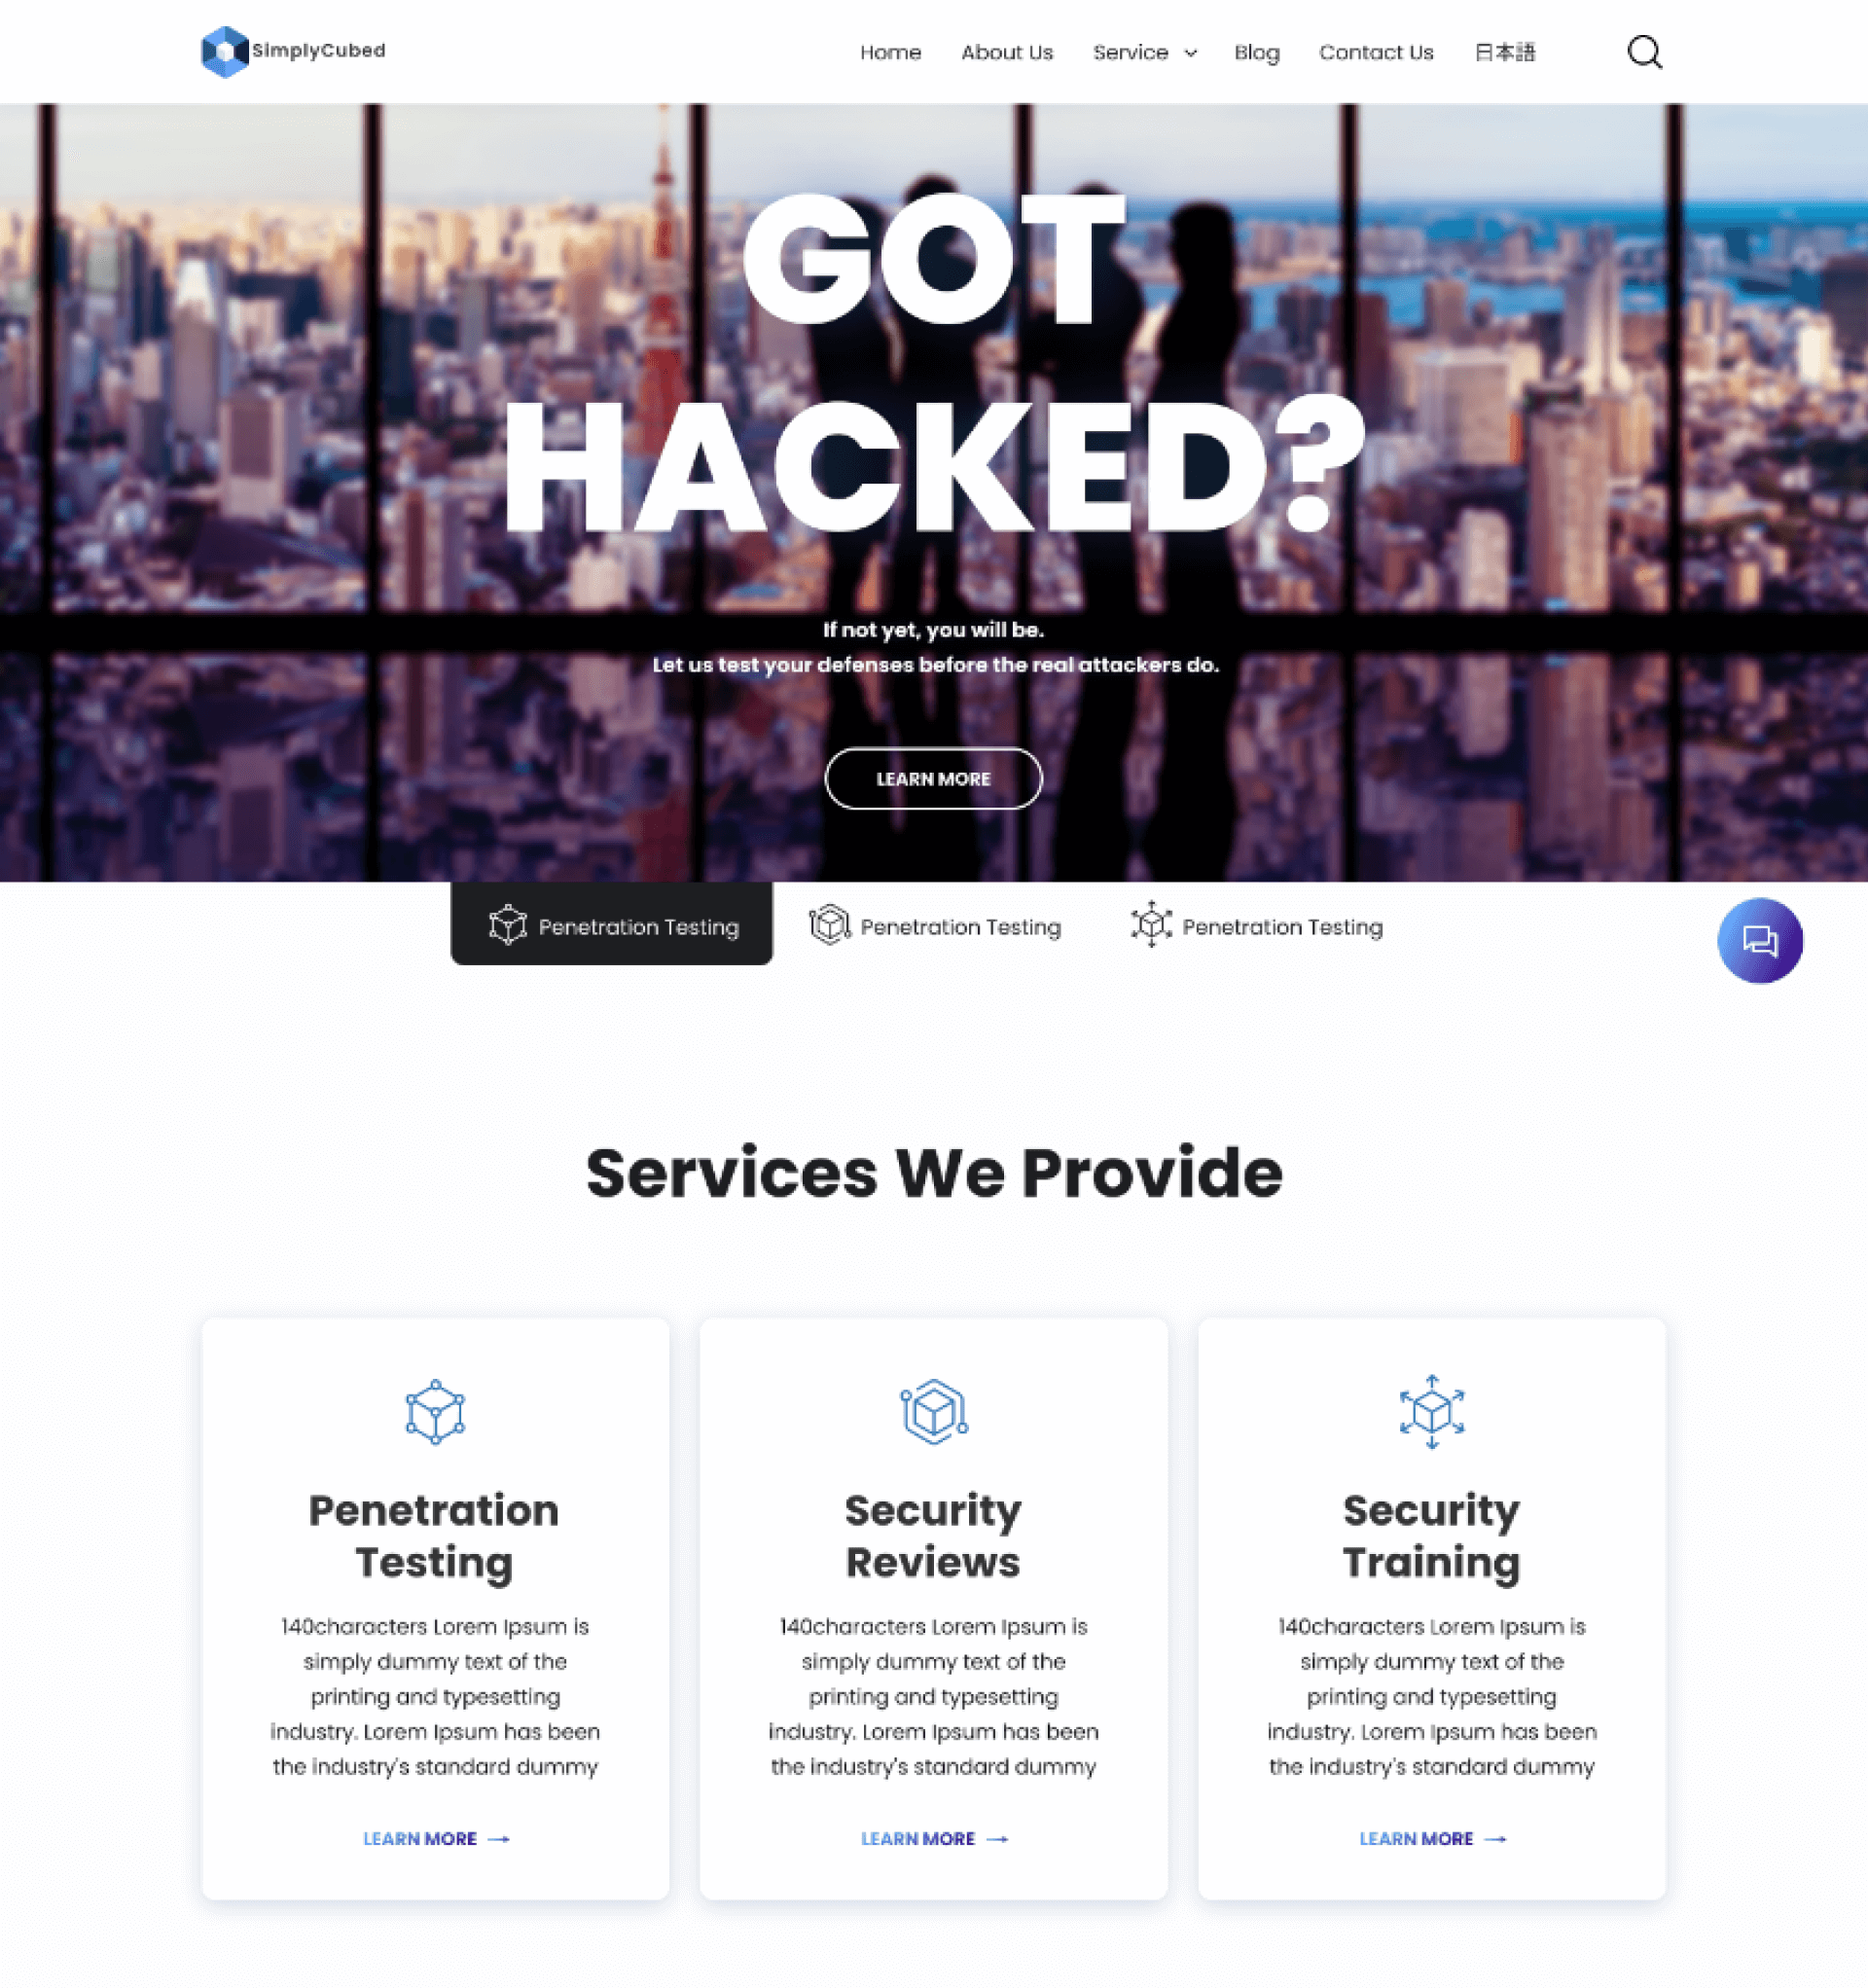 SimplyCubed
Home About Us Service Blog Contact Us 日本語
GOT
HACKED?
If not yet, you will be.
Let us test your defenses before the real attackers do.
LEARN MORE
Penetration Testing Penetration Testing Penetration Testing
Services We Provide
Penetration
Testing
140characters Lorem Ipsum is
simply dummy text of the
printing and typesetting
industry. Lorem Ipsum has been
the industry's standard dummy
LEARN MORE
Security
Reviews
140characters Lorem Ipsum is
simply dummy text of the
printing and typesetting
industry. Lorem Ipsum has been
the industry's standard dummy
LEARN MORE
Security
Training
140characters Lorem Ipsum is
simply dummy text of the
printing and typesetting
industry. Lorem Ipsum has been
the industry's standard dummy
LEARN MORE